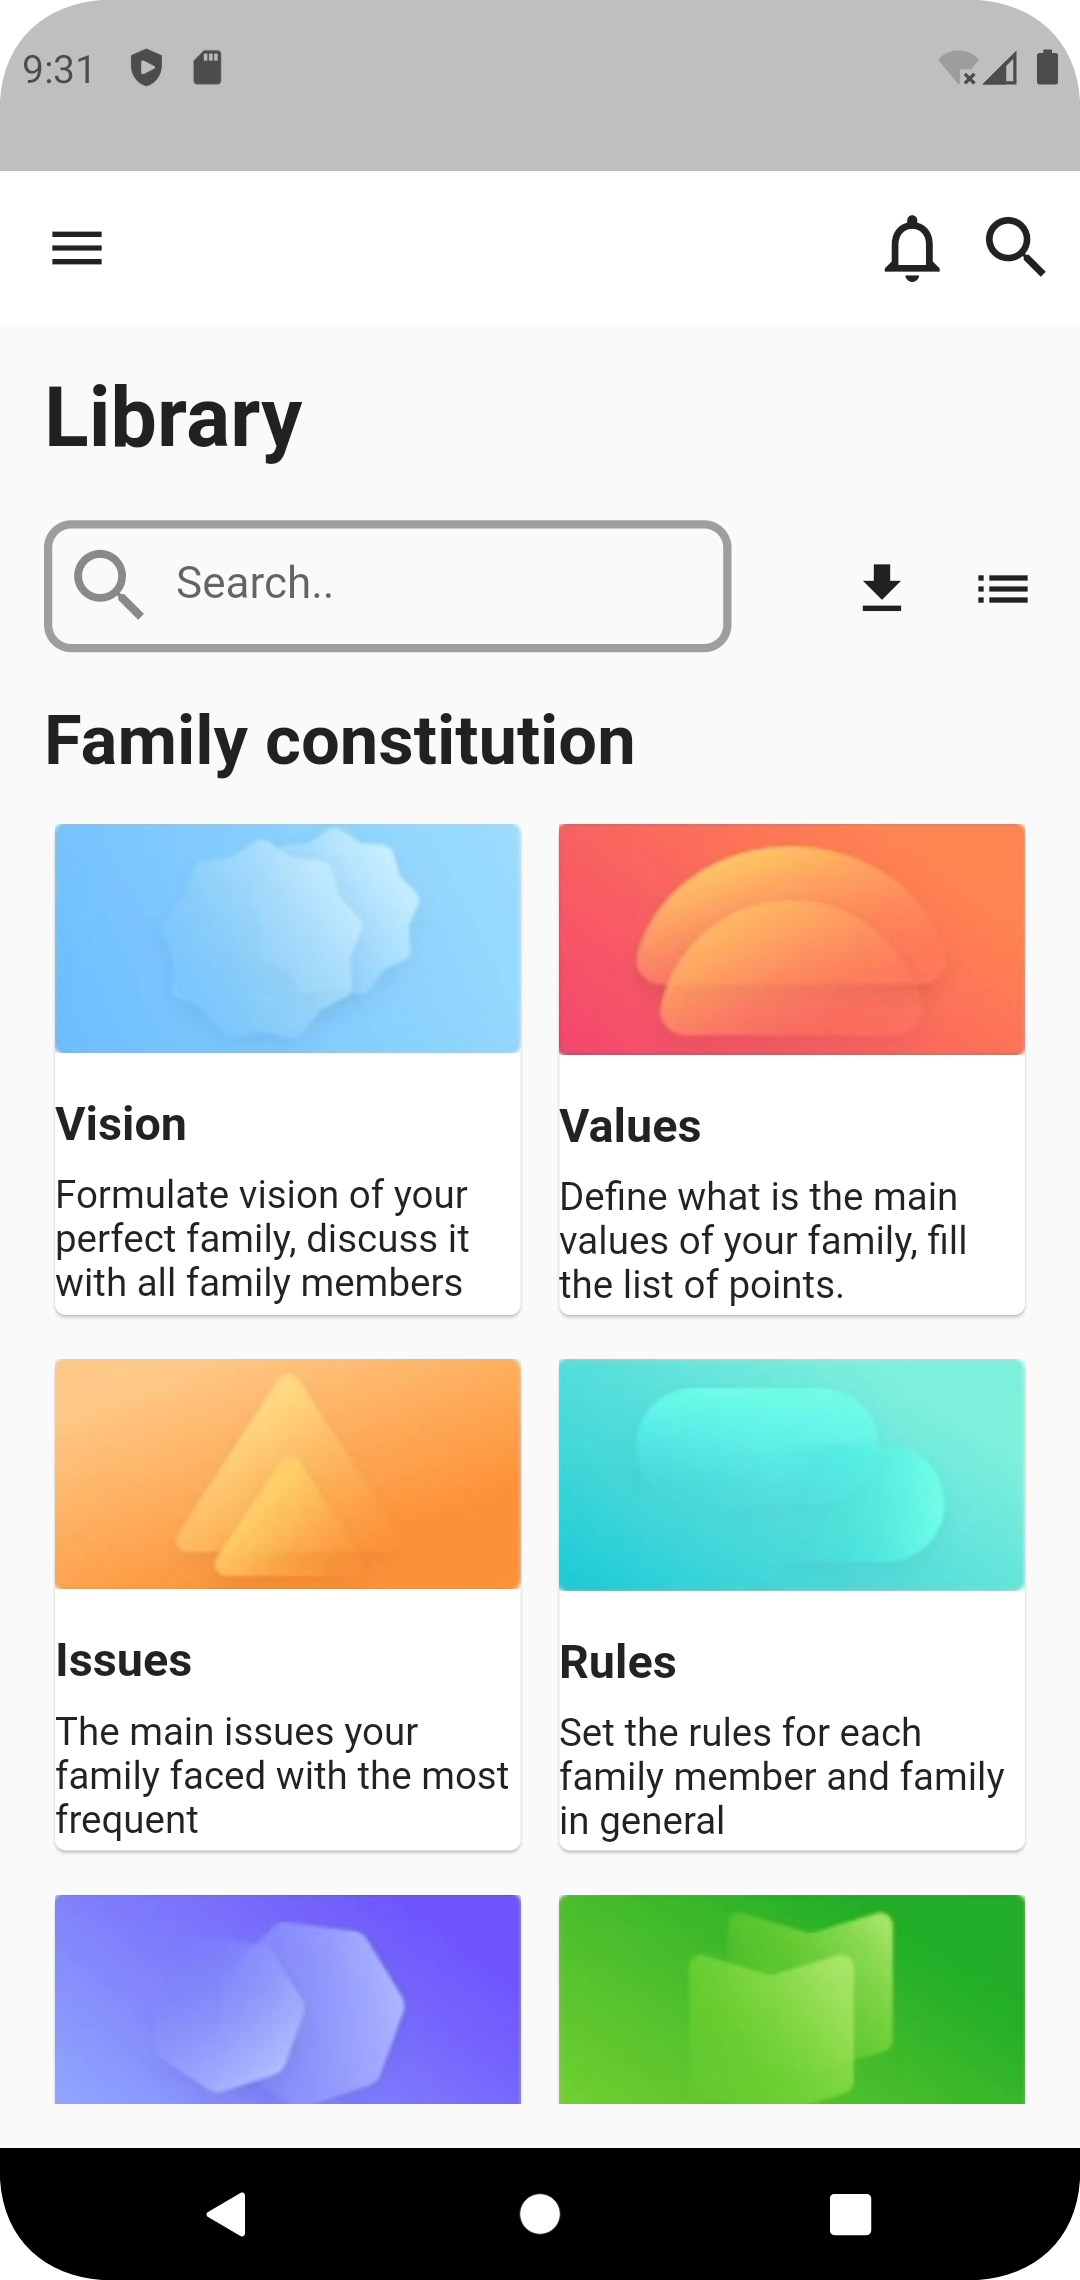 9:31
Library
Search..
Family constitution
Vision
Formulate vision of your
perfect family, discuss it
with all family members
Values
Define what is the main
values of your family, fill
the list of points.
Issues
The main issues your
family faced with the most
frequent
Rules
Set the rules for each
family member and family
in general